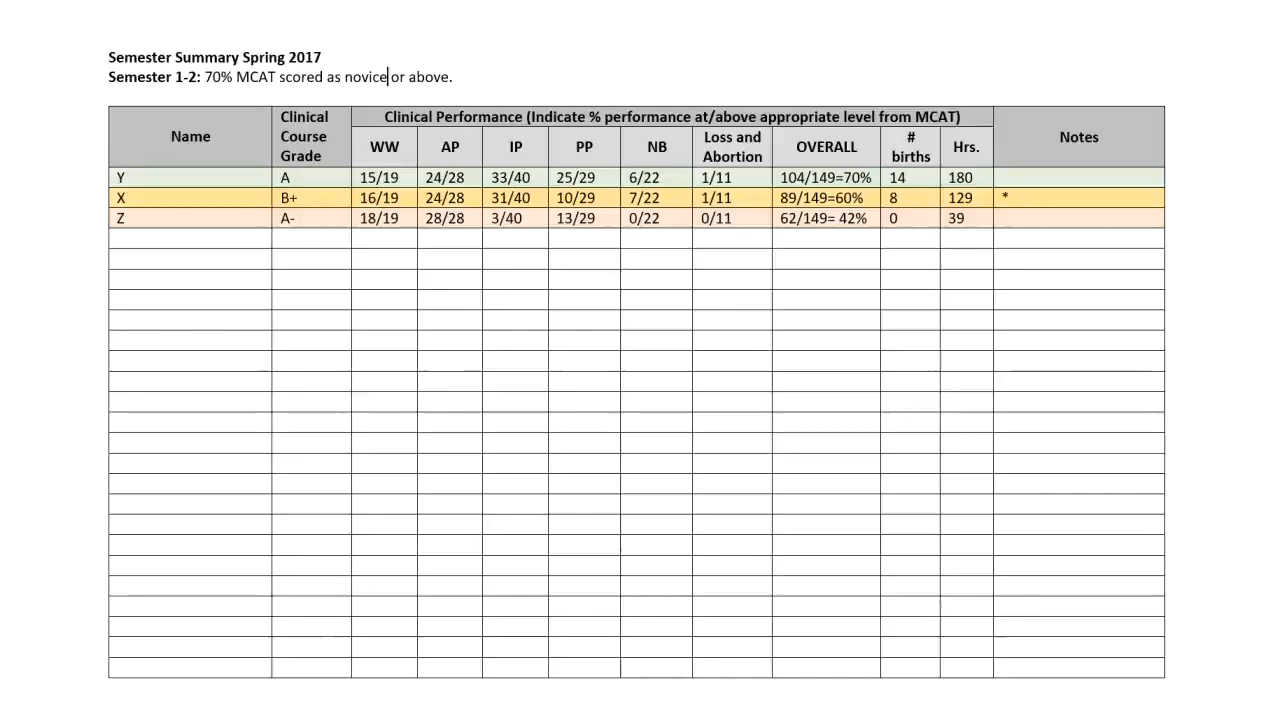 Semester Summary Spring 2017
Semester 1-2: 70% MCAT scored as novice or above.
Name Clinical Course Grade Clinical Performance (Indicate % performance at/above appropriate level from MCAT) Notes
WW AP IP PP NB Loss and Abortion OVERALL # births Hrs.
Y A 15/19 24/28 33/40 25/29 6/22 1/11 104/149=70% 14 180
X B+ 16/19 24/28 31/40 10/29 7/22 1/11 89/149=60% 8 129 *
Z A- 18/19 28/28 3/40 13/29 0/22 0/11 62/149= 42% 0 39